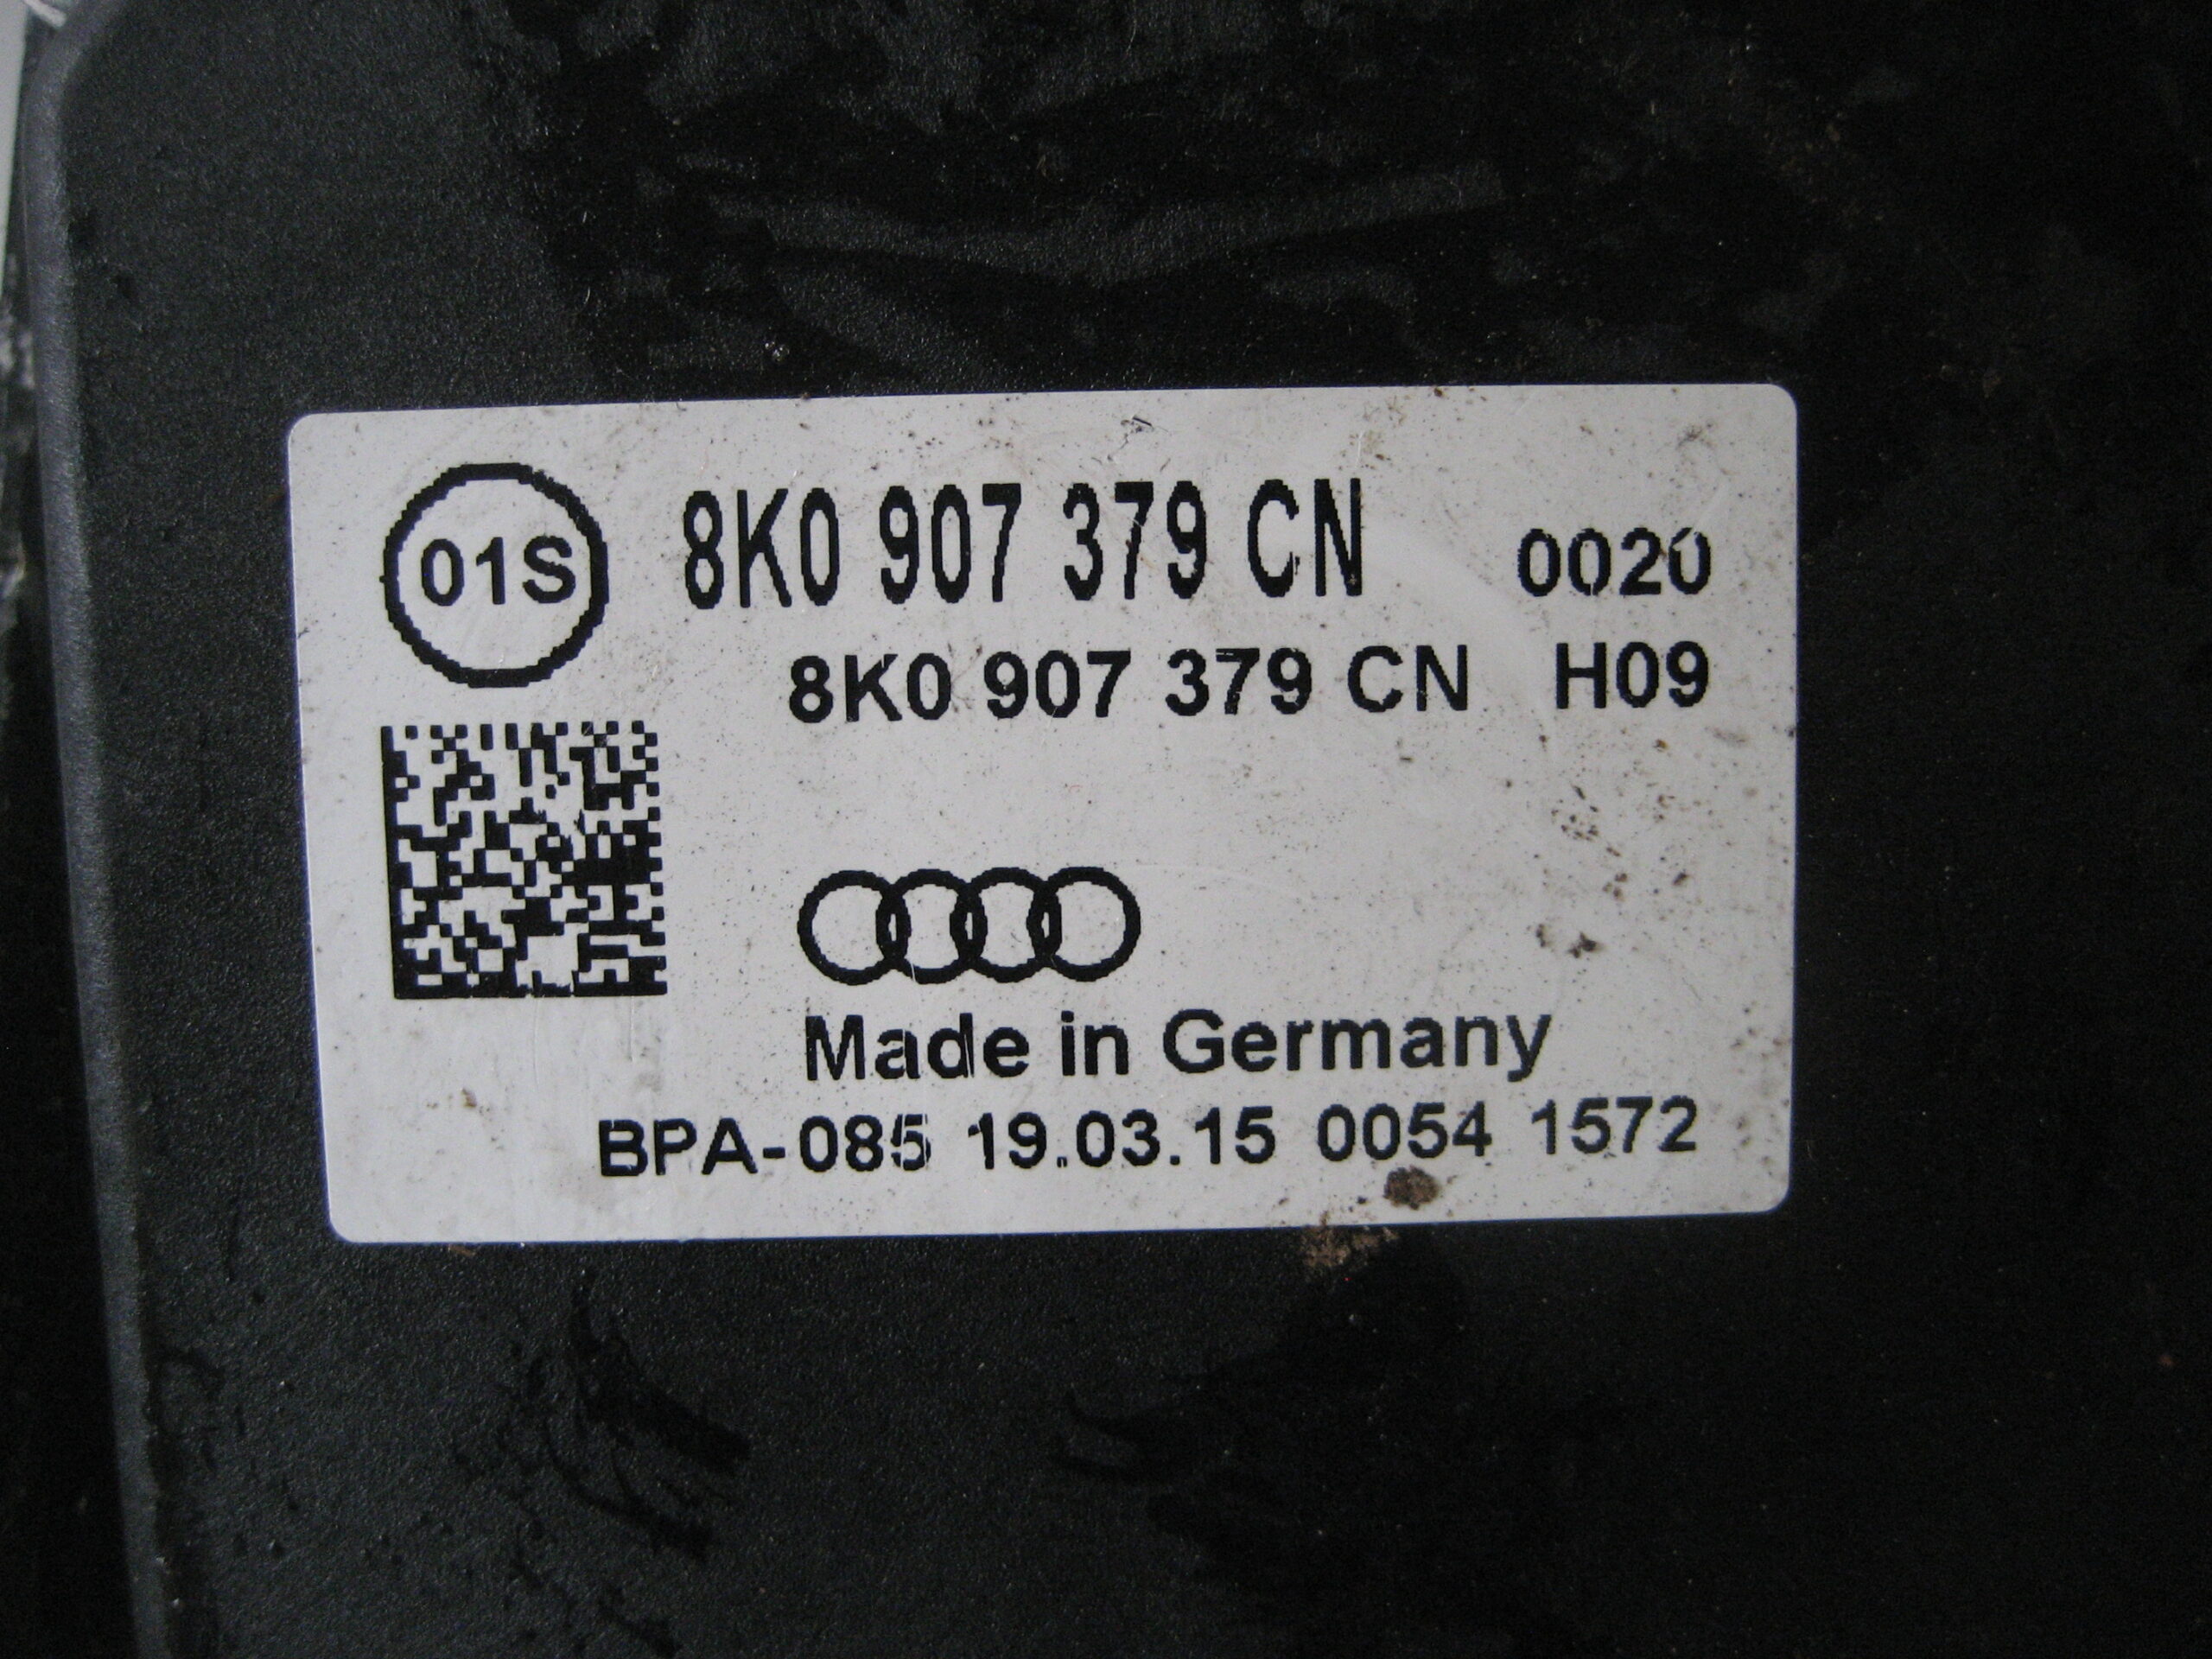 01S 8K0 907 379 CN 0020
8K0 907 379 CN H09
Made in Germany
BPA-085 19.03.15 0054 1572